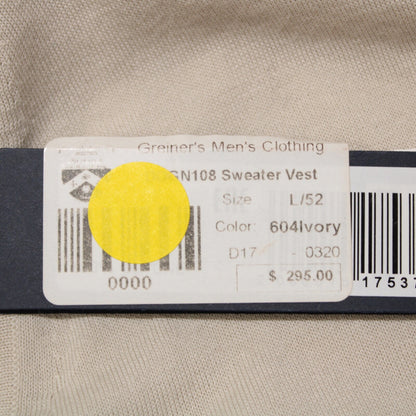 Greiner's Men's Clothing
GN108 Sweater Vest
Size L/52
Color: 604Ivory
D17 - 0320
$ 295.00
0000
17537